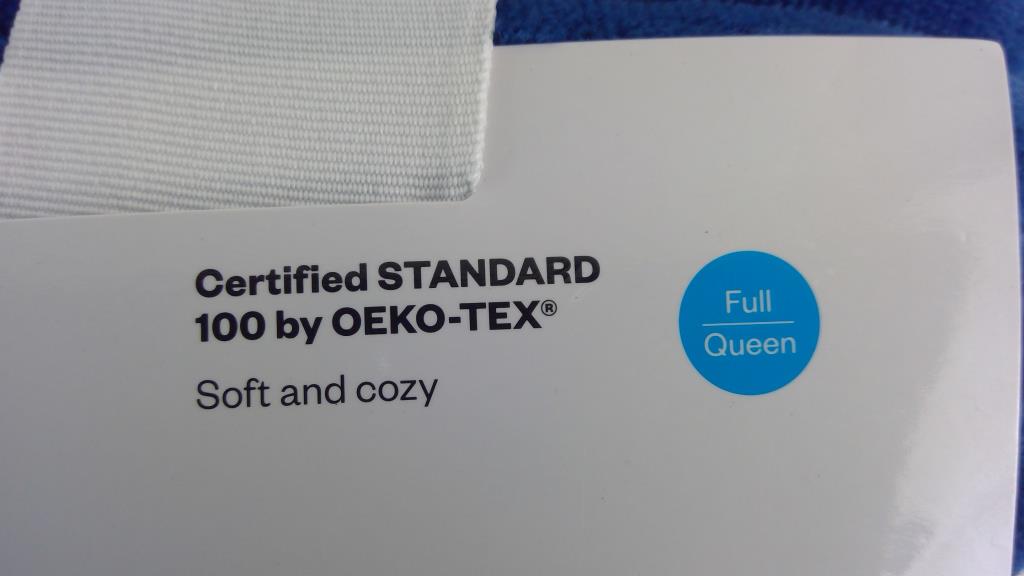 Certified STANDARD
100 by OEKO-TEX®
Soft and cozy
Full
Queen